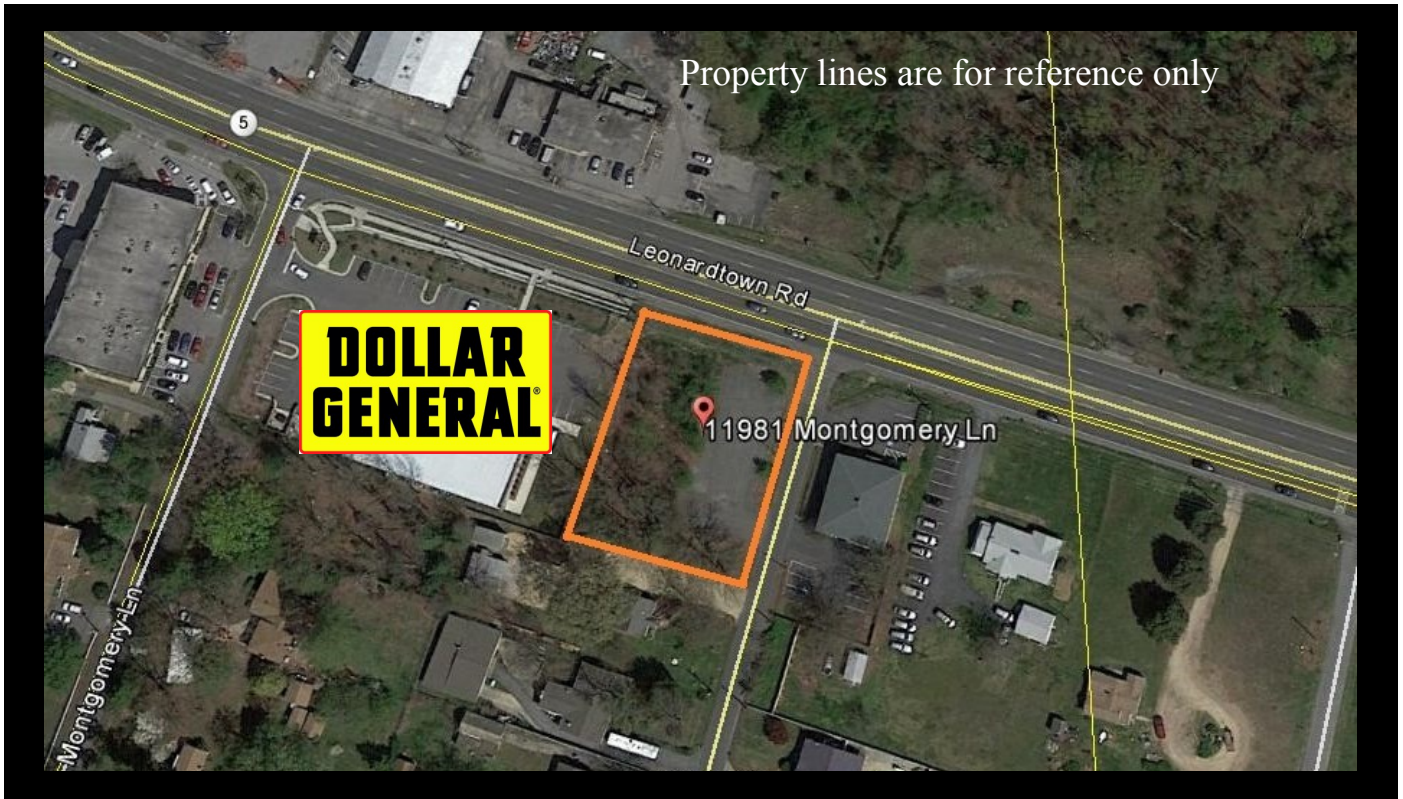 Property lines are for reference only
5
Leonardtown Rd
DOLLAR
GENERAL®
11981 Montgomery Ln
Montgomery Ln